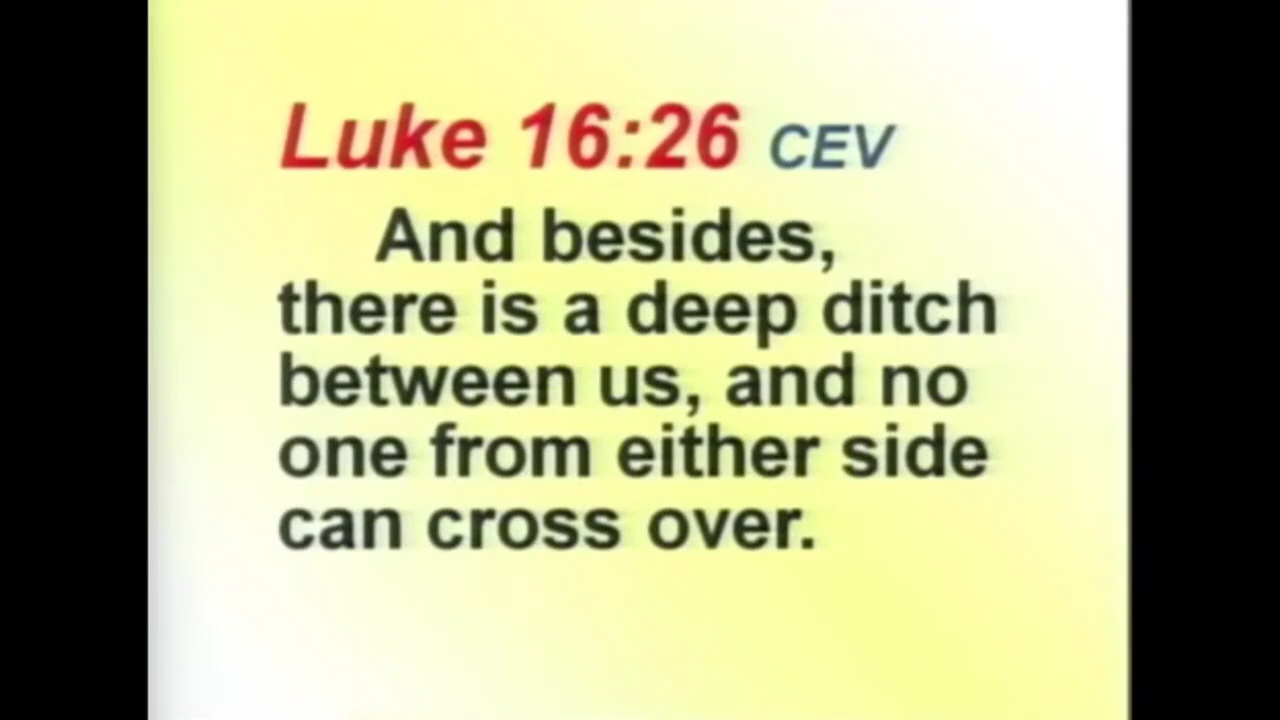 Luke 16:26 CEV
And besides,
there is a deep ditch
between us, and no
one from either side
can cross over.